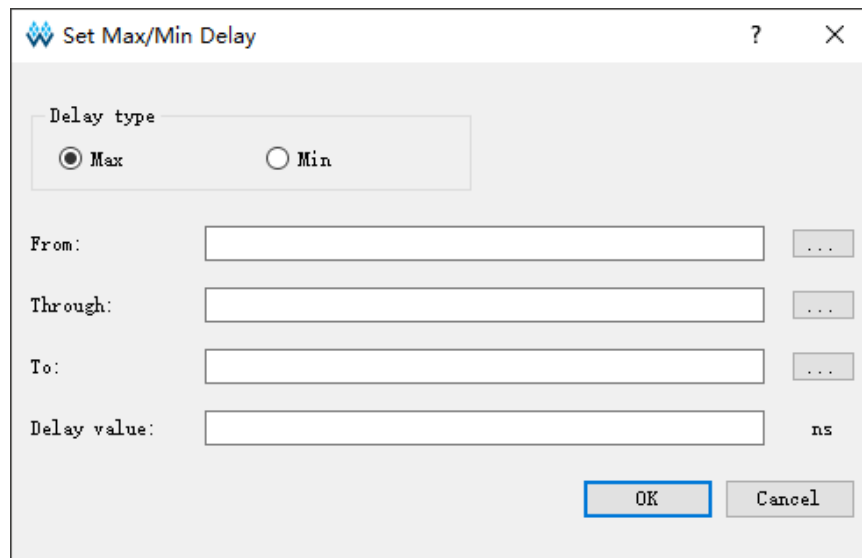 Set Max/Min Delay ?
Delay type
Max Min
From: ...
Through: ...
To: ...
Delay value: ns
OK Cancel